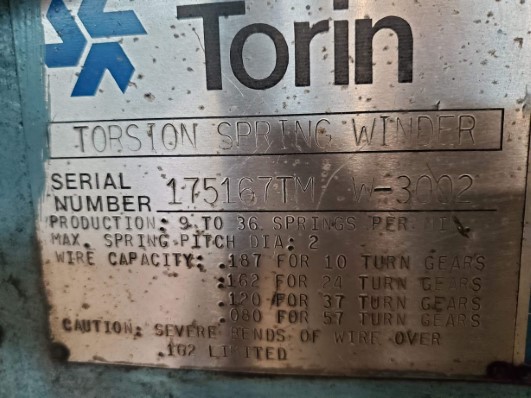 Torin
TORSION SPRING WINDER
SERIAL
NUMBER 175167TM W-3002
PRODUCTION: 9 TO 36 SPRINGS PER MIN
MAX. SPRING PITCH DIA: 2
WIRE CAPACITY: .187 FOR 10 TURN GEARS
.162 FOR 24 TURN GEARS
.120 FOR 37 TURN GEARS
.080 FOR 57 TURN GEARS
CAUTION: SEVERE BENDS OF WIRE OVER
.162 LIMITED